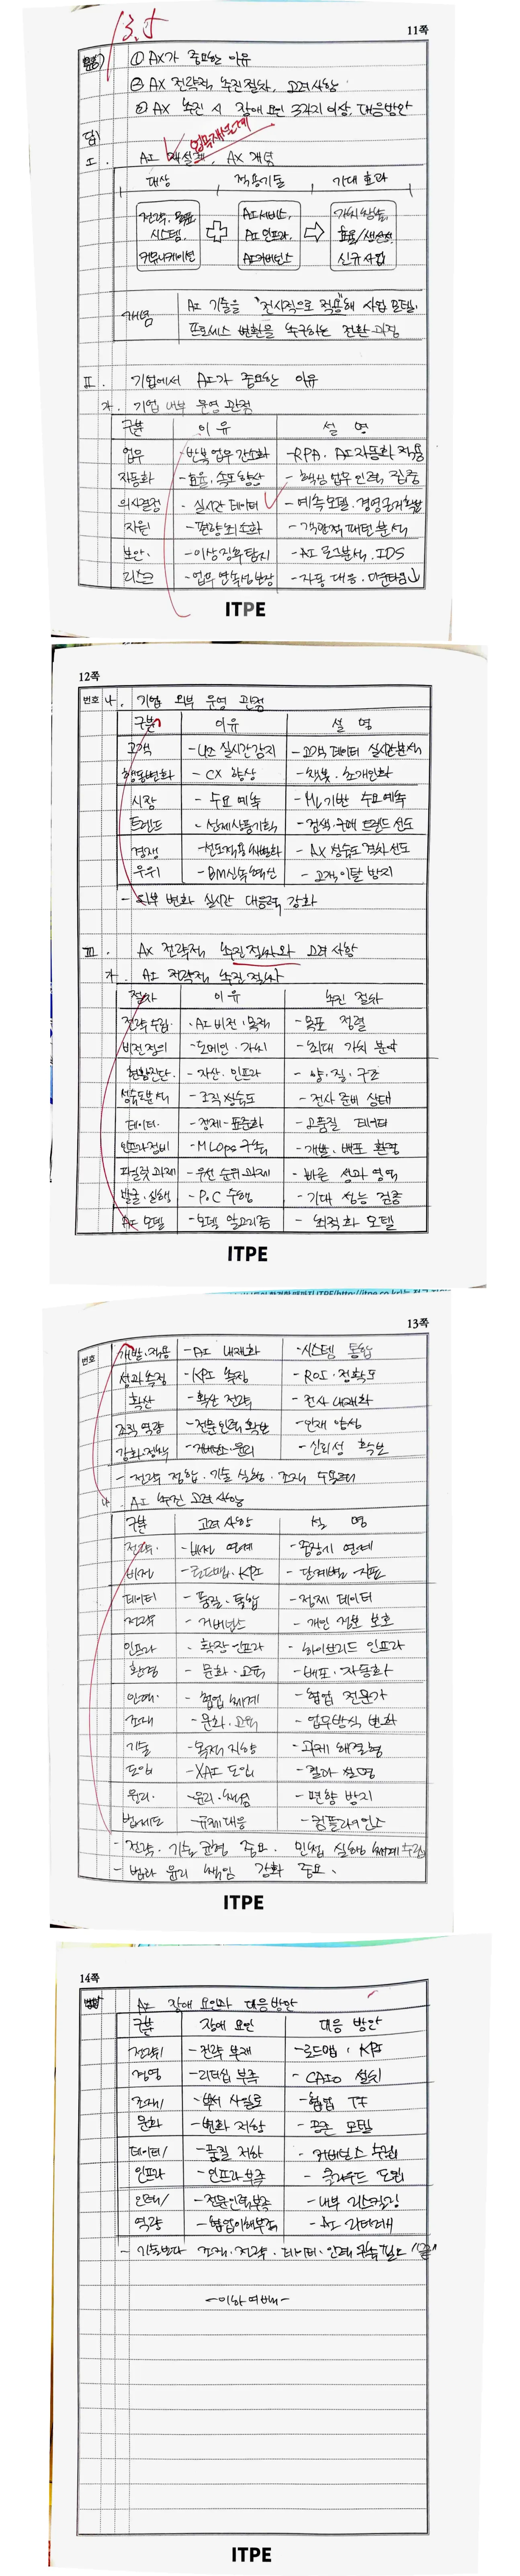 13.5
11쪽
문제) ① AX가 중요한 이유
② AX 전략적 추진절차, 고려사항
③ AX 추진 시 장애요인 3가지 이상, 대응방안
답)
업무재설계
I. AI 재설계, AX 개념
대상 적용기술 기대효과
전략·목표 시스템, 커뮤니케이션
AI서비스, AI 인프라, AI거버넌스
가치창출, 효율/생산성 신규사업
개념 AI 기술을 "전사적으로 적용"해 사업 모델,
프로세스 변환을 추구하는 전환 과정
II. 기업에서 AI가 중요한 이유
가. 기업 내부 운영 관점
구분 이유 설명
업무 - 반복 업무 간소화 - RPA, AI 자동화 적용
자동화 - 효율, 속도향상 - 핵심 업무 인력 집중
의사결정 - 실시간 데이터 - 예측모델·경영
지원 - 편향 최소화 - 객관적 패턴분석
보안· - 이상징후탐지 - AI 로그분석, IDS
리스크 - 업무 연속성 보장 - 자동 대응·다운타임↓
ITPE
12쪽
번호 나. 기업 외부 운영 관점
구분 이유 설명
고객 - 니즈 실시간감지 - 고객 데이터 실시간분석
행동변화 - CX 향상 - 챗봇·초개인화
시장 - 수요 예측 - ML기반 수요예측
트렌드 - 선제상품기획 - 검색·구매 트렌드 선도
경쟁 - 선도적용 차별화 - AX 성숙도 격차 선도
우위 - BM신속혁신 - 고객이탈 방지
- 외부 변화 실시간 대응력 강화
III. AX 전략적 추진절차와 고려사항
가. AI 전략적 추진절차
절차 이유 추진 절차
전략수립· - AI 비전·목적 - 목표 정렬
비전정의 - 도메인·가치 - 최대 가치 분야
현황진단· - 자산·인프라 - 양·질·구조
성숙도분석 - 조직 성숙도 - 전사 준비 상태
데이터· - 정제·표준화 - 고품질 데이터
인프라정비 - MLOps 구축 - 개발·배포 환경
파일럿과제 - 우선순위과제 - 빠른 성과 영역
발굴·실행 - PoC 수행 - 기대 성능 검증
AI 모델 - 모델 알고리즘 - 최적화 모델
ITPE
13쪽
번호 개발·적용 - AI 내재화 - 시스템 통합
성과측정 - KPI 측정 - ROI·정확도
확산 - 확산 전략 - 전사 내재화
조직 역량 - 전문인력 확보 - 인재 양성
강화·정책 - 거버넌스·윤리 - 신뢰성 확보
- 전략 정합·기술 실행·조직
나. AI 추진 고려사항
구분 고려사항 설명
전략· - 비전 연계 - 중장기 연계
비전 - 로드맵·KPI - 단계별 지표
데이터 - 품질·통합 - 정제 데이터
전략 - 거버넌스 - 개인 정보 보호
인프라 - 확장 인프라 - 하이브리드 인프라
환경 - 문화·교육 - 배포·자동화
인재· - 협업 체계 - 협업 전문가
조직 - 문화·교육 - 업무방식 변화
기술 - 목적 지향 - 과제 해결형
도입 - XAI 도입 - 결과 설명
윤리· - 윤리·책임 - 편향 방지
법제도 - 규제대응 - 컴플라이언스
- 전략·기술 균형 중요. 민첩 실행 체계 수립
- 법과 윤리 책임 강화 중요.
ITPE
14쪽
AI 장애 요인과 대응방안
구분 장애 요인 대응 방안
전략/ - 전략 부재 - 로드맵·KPI
경영 - 리더십 부족 - CAIO 설치
조직/ - 부서 사일로 - 협업 TF
문화 - 변화 저항 - 공존 모델
데이터/ - 품질 저하 - 거버넌스 수립
인프라 - 인프라부족 - 클라우드 도입
인재/ - 전문인력부족 - 내부 리스킬링
역량 - 협업이해부족 - AI 리터러시
- 기술보다 조직·전략·데이터·인재 구축 필요 "끝"
- 이하여백 -
ITPE